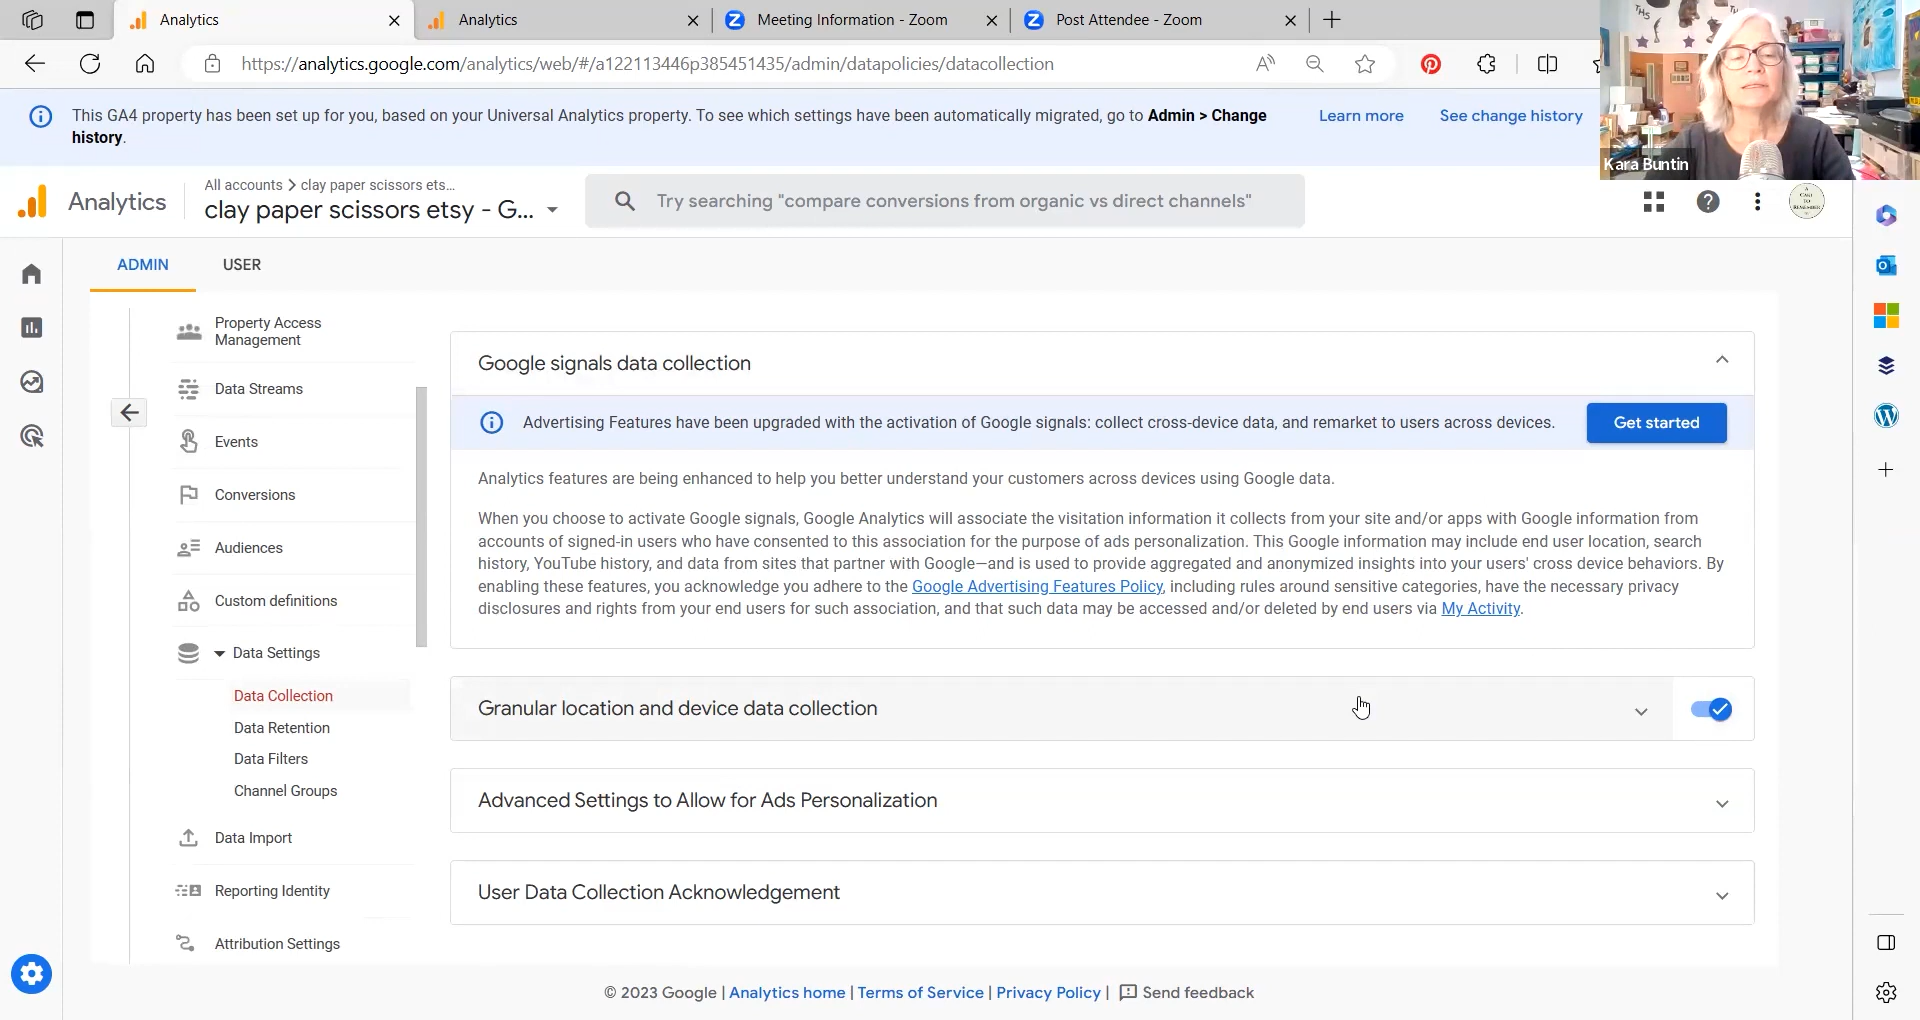 Analytics
Analytics
Meeting Information - Zoom
Post Attendee - Zoom
https://analytics.google.com/analytics/web/#/a122113446p385451435/admin/datapolicies/datacollection
This GA4 property has been set up for you, based on your Universal Analytics property. To see which settings have been automatically migrated, go to Admin > Change
history.
Learn more
See change history
Kara Buntin
Analytics
All accounts > clay paper scissors ets...
clay paper scissors etsy - G...
Try searching "compare conversions from organic vs direct channels"
ADMIN
USER
Property Access
Management
Data Streams
Events
Conversions
Audiences
Custom definitions
Data Settings
Data Collection
Data Retention
Data Filters
Channel Groups
Data Import
Reporting Identity
Attribution Settings
Google signals data collection
Advertising Features have been upgraded with the activation of Google signals: collect cross-device data, and remarket to users across devices.
Get started
Analytics features are being enhanced to help you better understand your customers across devices using Google data.
When you choose to activate Google signals, Google Analytics will associate the visitation information it collects from your site and/or apps with Google information from
accounts of signed-in users who have consented to this association for the purpose of ads personalization. This Google information may include end user location, search
history, YouTube history, and data from sites that partner with Google—and is used to provide aggregated and anonymized insights into your users' cross device behaviors. By
enabling these features, you acknowledge you adhere to the Google Advertising Features Policy, including rules around sensitive categories, have the necessary privacy
disclosures and rights from your end users for such association, and that such data may be accessed and/or deleted by end users via My Activity.
Granular location and device data collection
Advanced Settings to Allow for Ads Personalization
User Data Collection Acknowledgement
© 2023 Google | Analytics home | Terms of Service | Privacy Policy | Send feedback